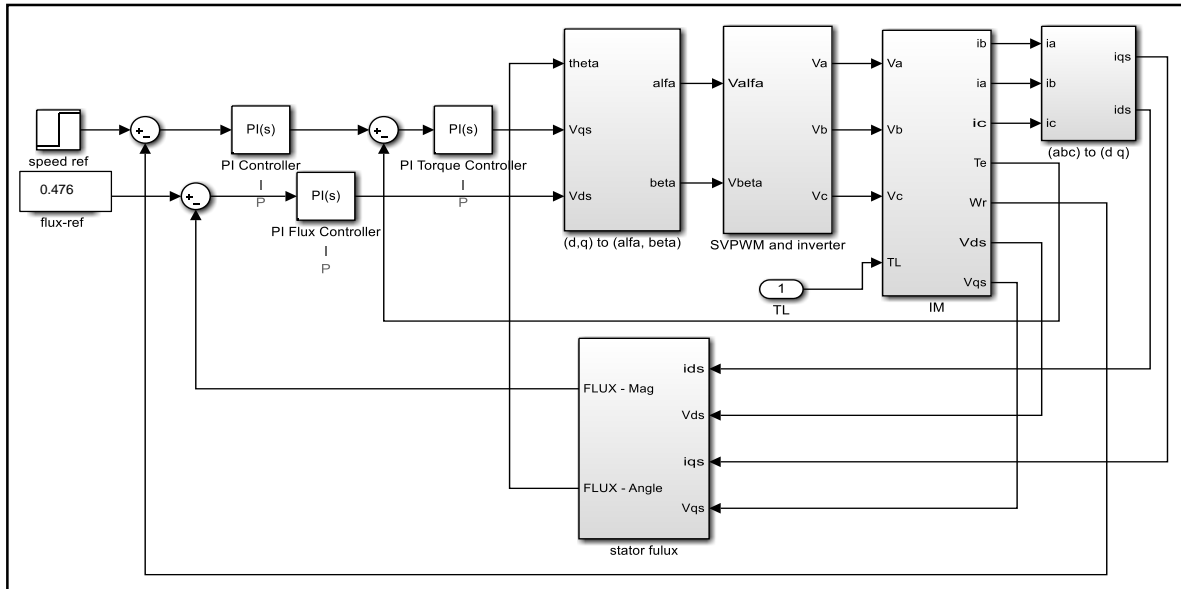 speed ref
0.476
flux-ref
+
−
PI(s)
PI Controller
I
P
+
−
PI(s)
PI Flux Controller
I
P
+
−
PI(s)
PI Torque Controller
I
P
theta
Vqs
Vds
alfa
beta
(d,q) to (alfa, beta)
Valfa
Vbeta
Va
Vb
Vc
SVPWM and inverter
1
TL
Va
Vb
Vc
TL
ib
ia
ic
Te
Wr
Vds
Vqs
IM
ia
ib
ic
iqs
ids
(abc) to (d q)
FLUX - Mag
FLUX - Angle
ids
Vds
iqs
Vqs
stator fulux